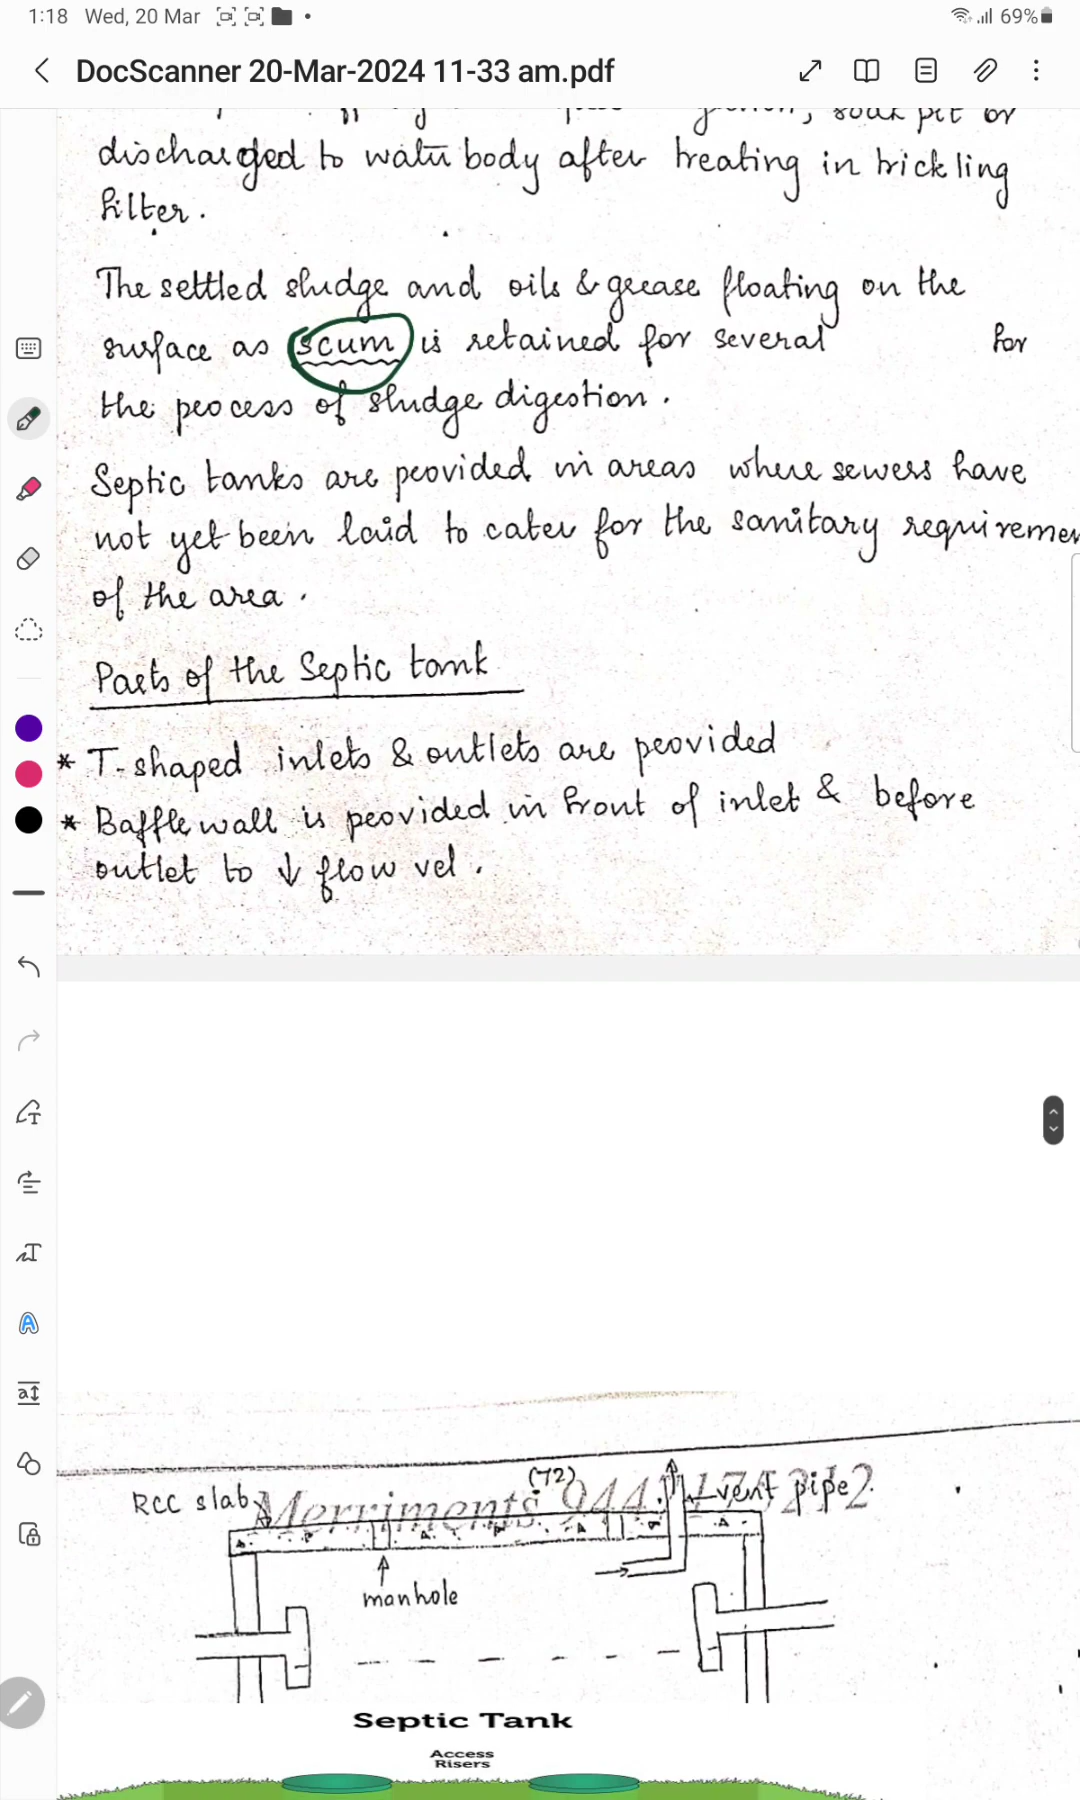 1:18 Wed, 20 Mar 69%
DocScanner 20-Mar-2024 11-33 am.pdf
soak pit or
discharged to water body after treating in trickling
filter.
The settled sludge and oils & grease floating on the
surface as scum is retained for several for
the process of sludge digestion.
Septic tanks are provided in areas where sewers have
not yet been laid to cater for the sanitary requiremen
of the area.
Parts of the Septic tank
* T-shaped inlets & outlets are provided
* Baffle wall is provided in front of inlet & before
outlet to ↓ flow vel.
(72)
RCC slab
Merriments
vent pipe.
manhole
Septic Tank
Access
Risers